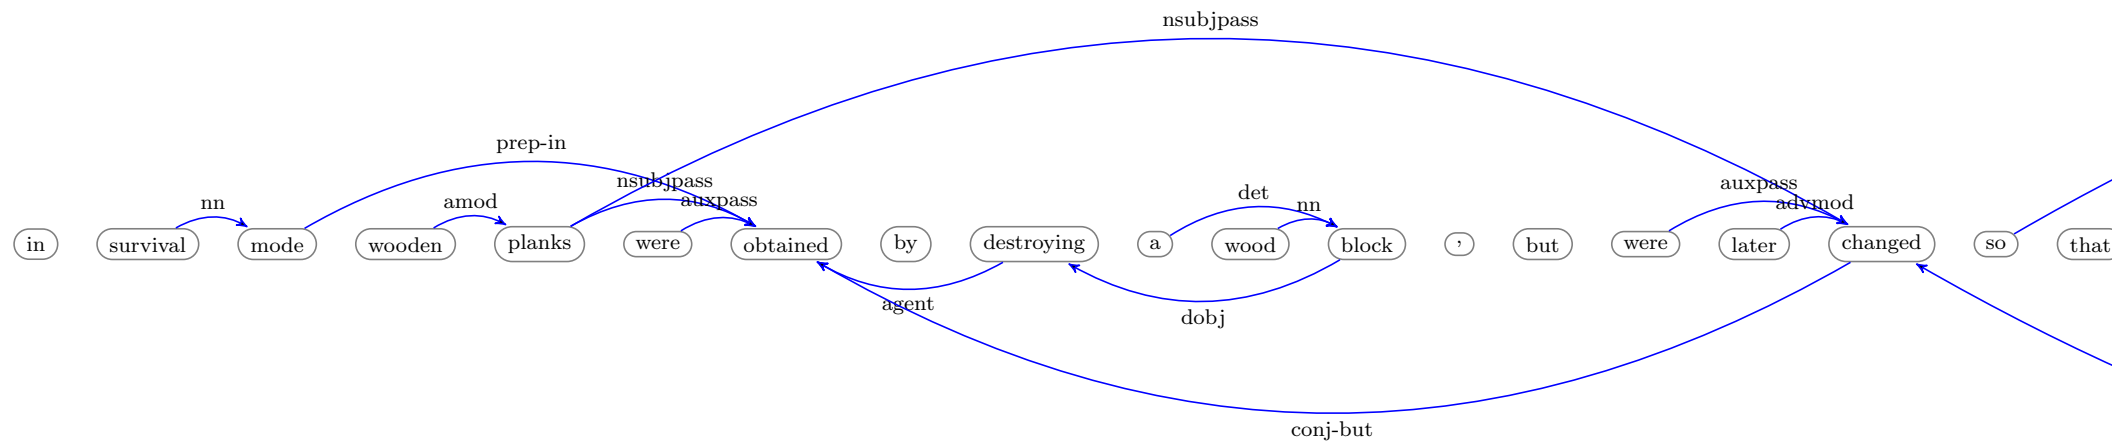 nsubjpass
prep-in
nsubjpass
auxpass
nn
amod
auxpass
det
nn
advmod
in survival mode wooden planks were obtained by destroying a wood block , but were later changed so that
agent
dobj
conj-but